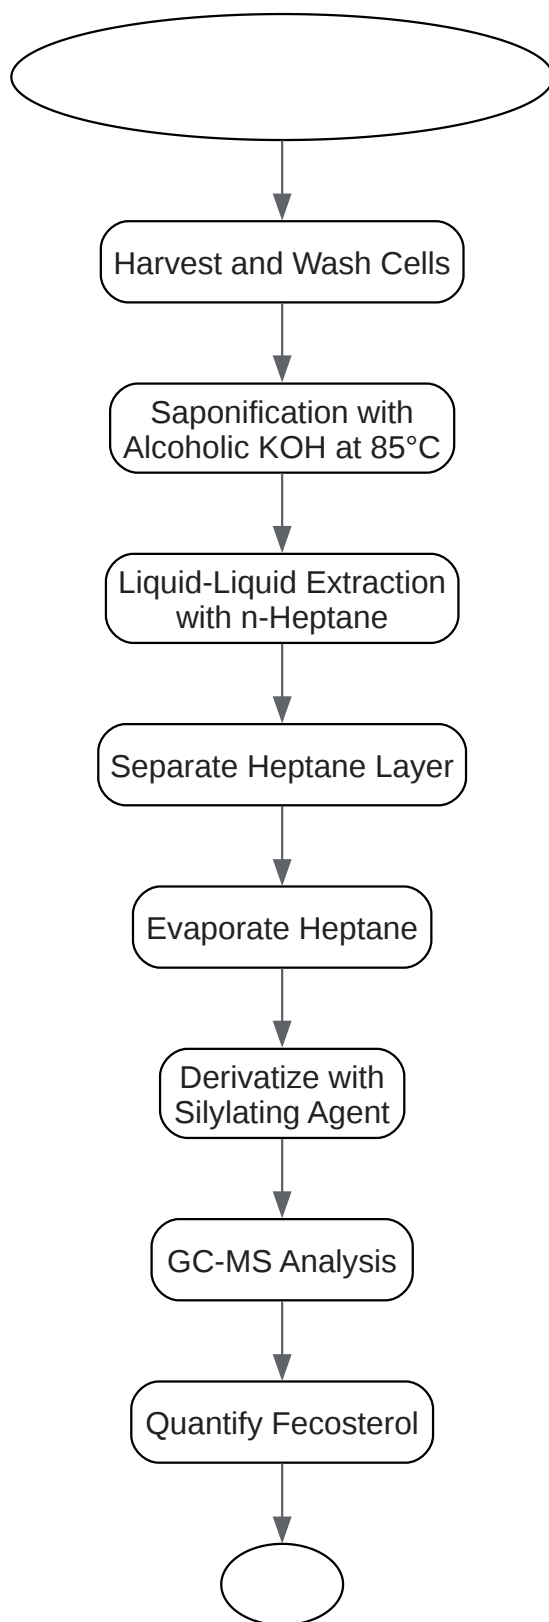 Harvest and Wash Cells
Saponification with
Alcoholic KOH at 85°C
Liquid-Liquid Extraction
with n-Heptane
Separate Heptane Layer
Evaporate Heptane
Derivatize with
Silylating Agent
GC-MS Analysis
Quantify Fecosterol